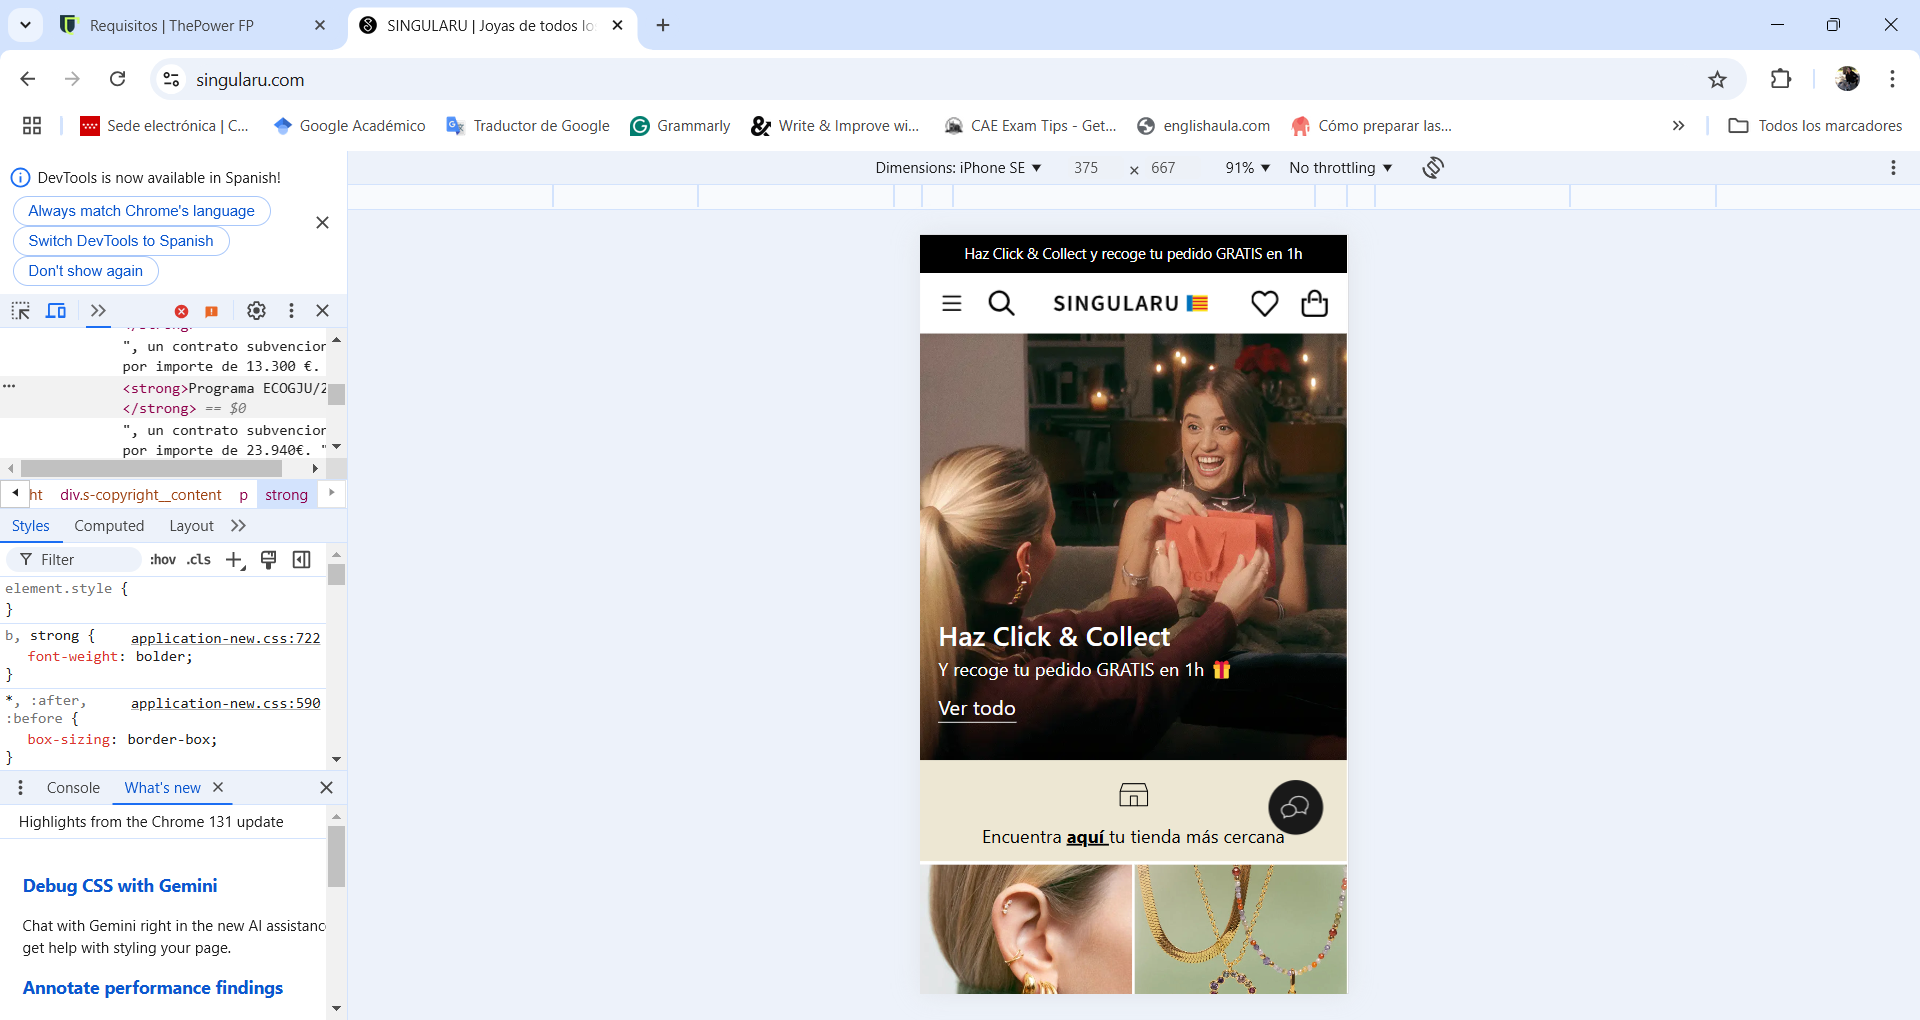 Requisitos | ThePower FP
SINGULARU | Joyas de todos lo
singularu.com
Sede electrónica | C...
Google Académico
Traductor de Google
Grammarly
Write & Improve wi...
CAE Exam Tips - Get...
englishaula.com
Cómo preparar las...
Todos los marcadores
DevTools is now available in Spanish!
Always match Chrome's language
Switch DevTools to Spanish
Don't show again
Dimensions: iPhone SE
375 × 667
91%
No throttling
", un contrato subvencion
por importe de 13.300 €.
<strong>Programa ECOGJU/2
</strong> == $0
", un contrato subvencion
por importe de 23.940€. "
ht div.s-copyright__content p strong
Styles Computed Layout
Filter :hov .cls
element.style {
}
b, strong { application-new.css:722
font-weight: bolder;
}
*, :after, application-new.css:590
:before {
box-sizing: border-box;
}
Console What's new
Highlights from the Chrome 131 update
Debug CSS with Gemini
Chat with Gemini right in the new AI assistanc
get help with styling your page.
Annotate performance findings
Haz Click & Collect y recoge tu pedido GRATIS en 1h
SINGULARU
Haz Click & Collect
Y recoge tu pedido GRATIS en 1h
Ver todo
Encuentra aquí tu tienda más cercana